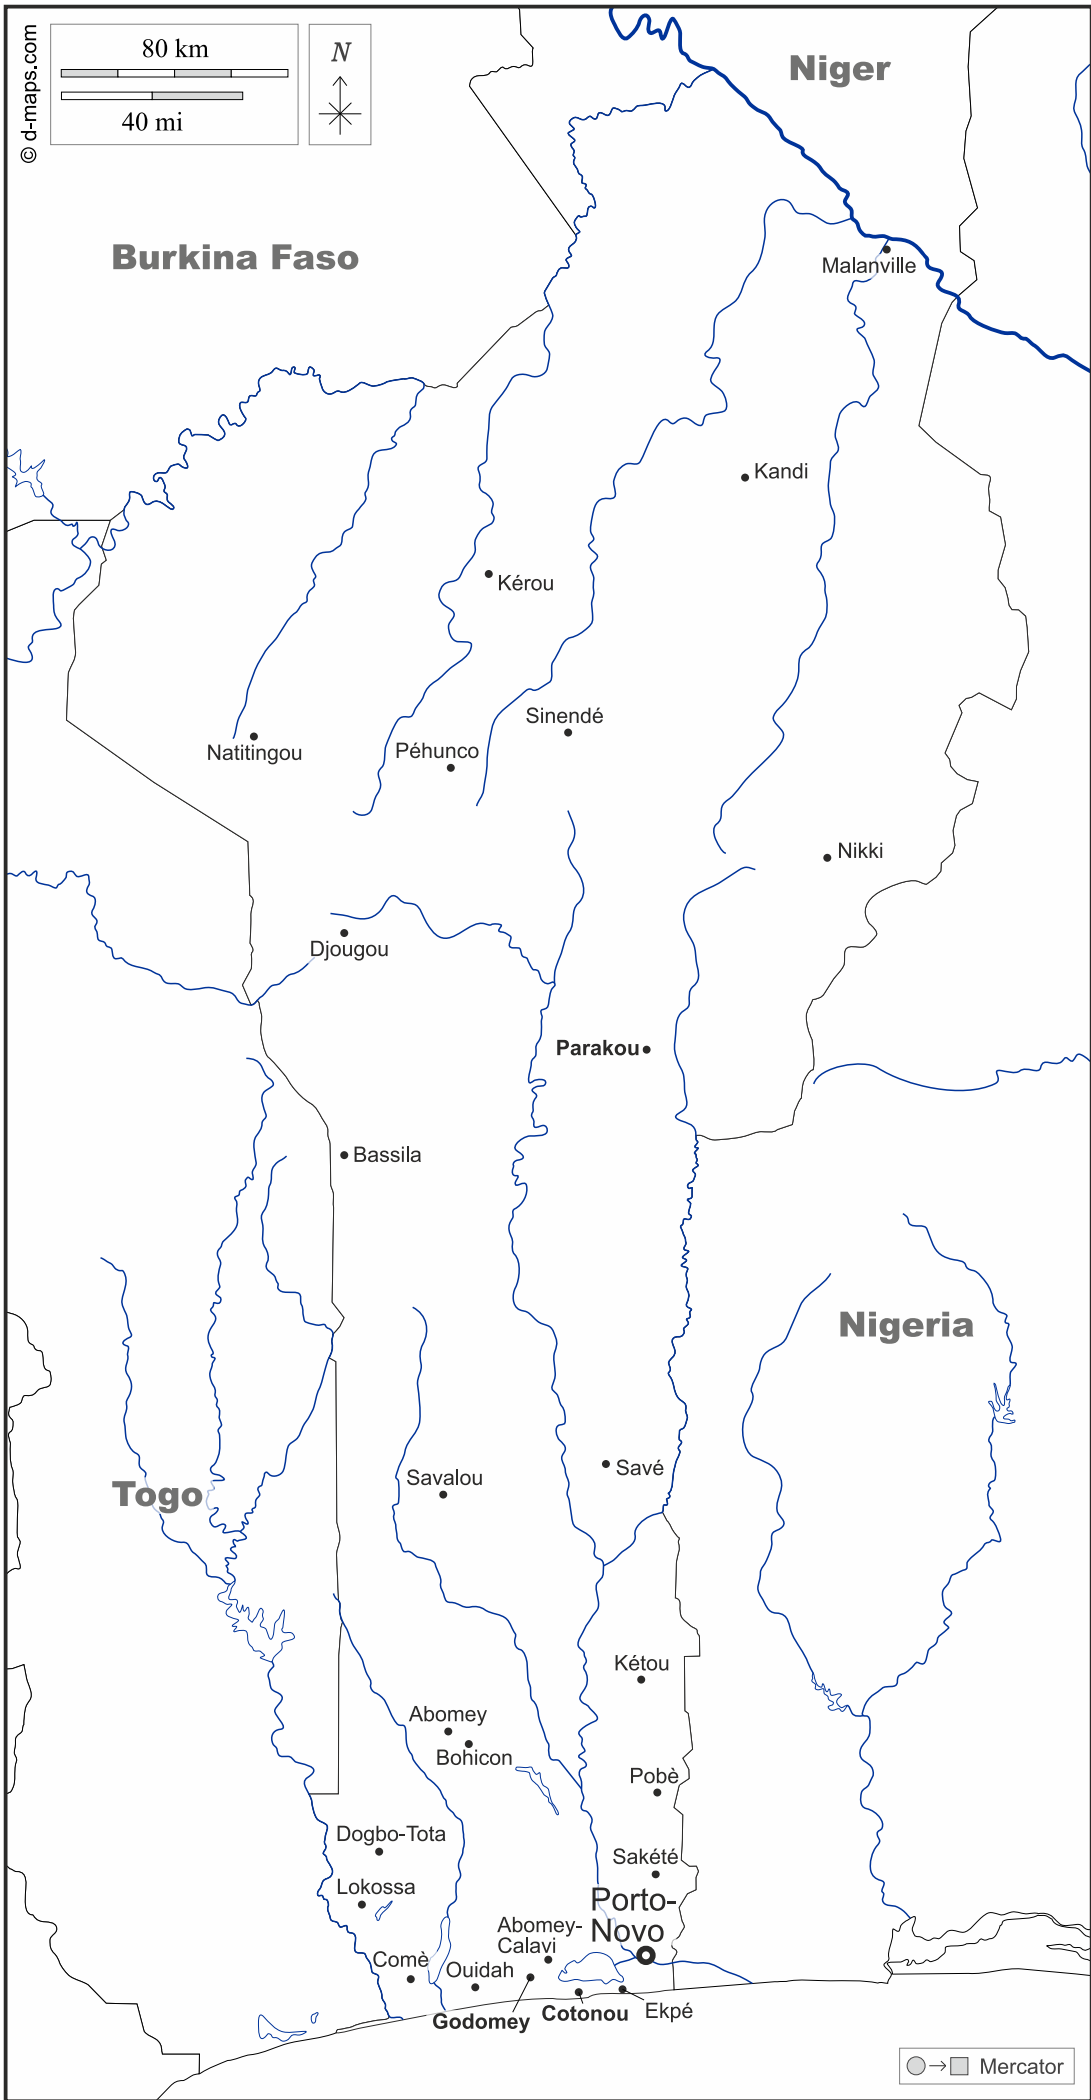 © d-maps.com
80 km
40 mi
N
Niger
Burkina Faso
Malanville
Kandi
Kérou
Sinendé
Natitingou
Péhunco
Nikki
Djougou
Parakou
Bassila
Nigeria
Savé
Savalou
Togo
Kétou
Abomey
Bohicon
Pobè
Dogbo-Tota
Sakété
Lokossa
Porto-
Novo
Abomey-
Calavi
Comè
Ouidah
Godomey
Cotonou
Ekpé
Mercator